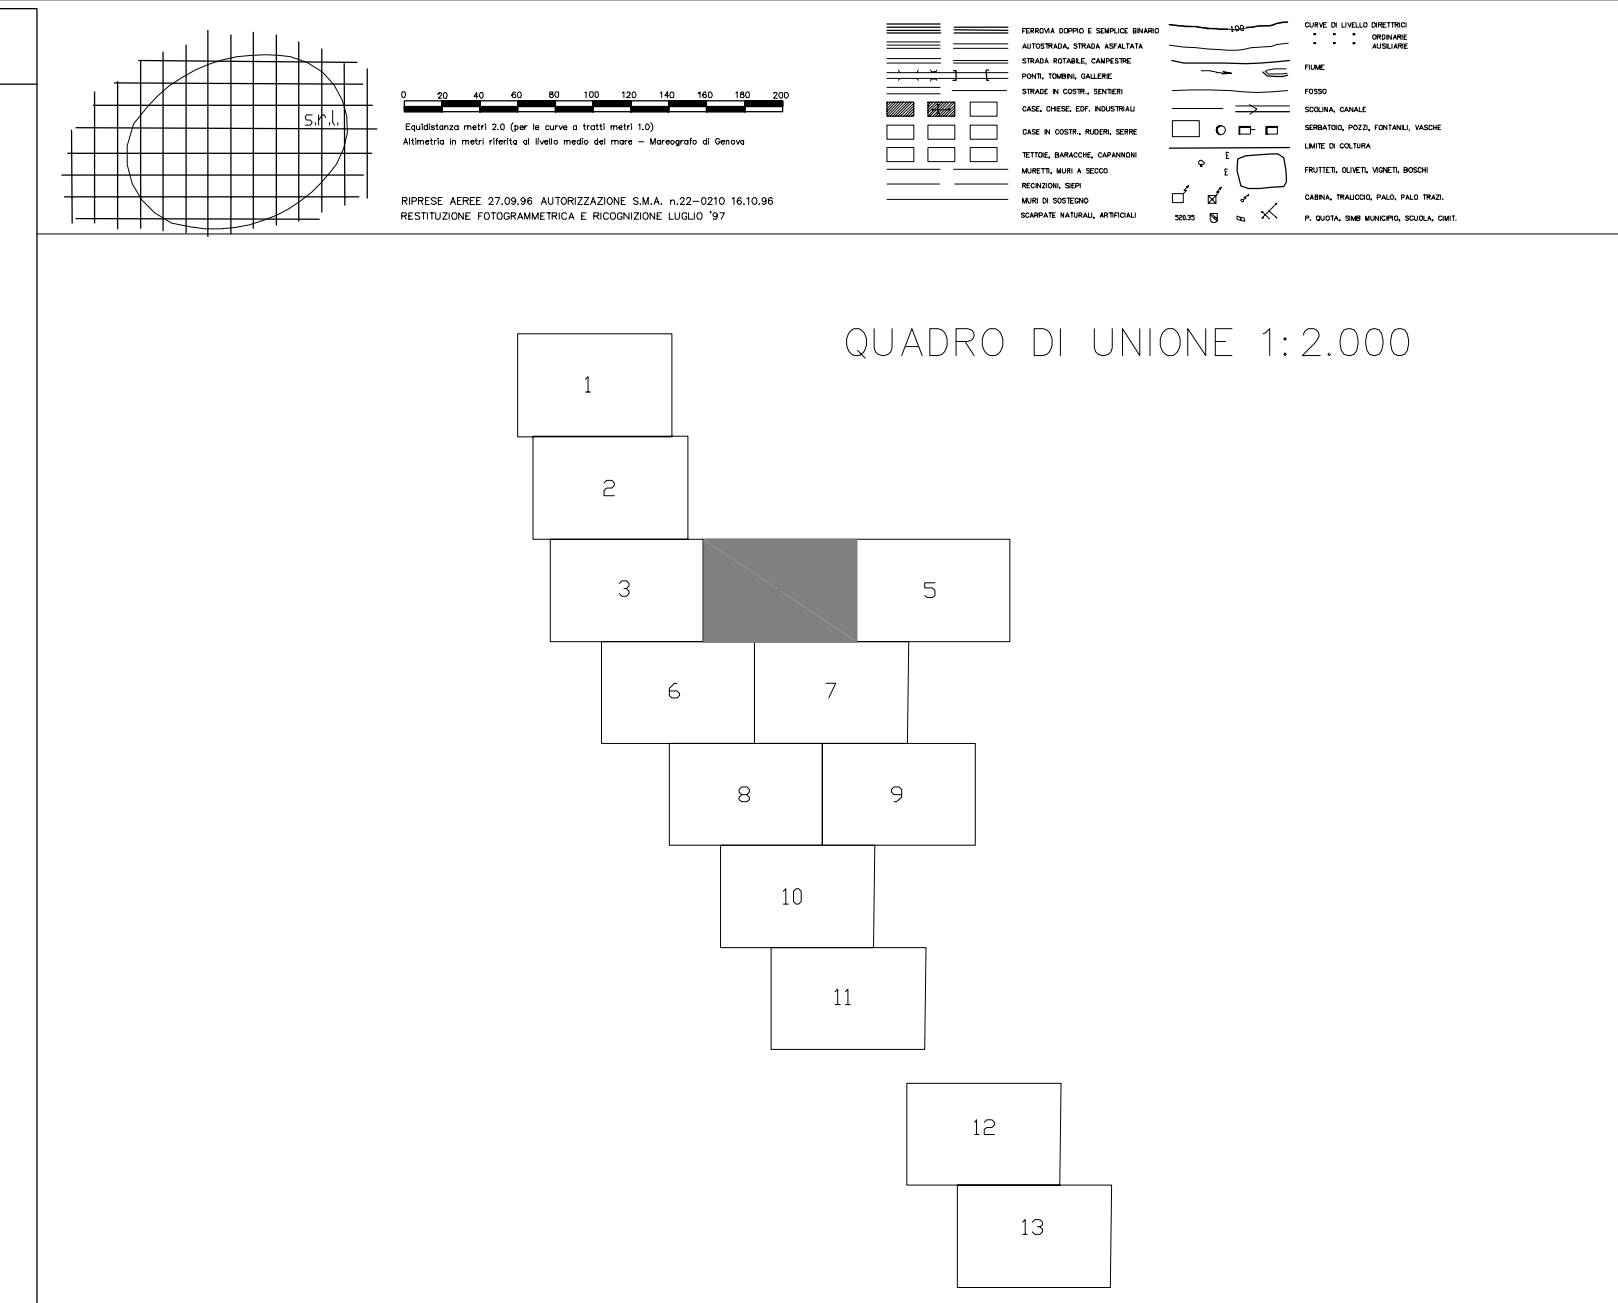 s.r.l.
0 20 40 60 80 100 120 140 160 180 200
Equidistanza metri 2.0 (per le curve a tratti metri 1.0)
Altimetria in metri riferita al livello medio del mare – Mareografo di Genova
RIPRESE AEREE 27.09.96 AUTORIZZAZIONE S.M.A. n.22-0210 16.10.96
RESTITUZIONE FOTOGRAMMETRICA E RICOGNIZIONE LUGLIO '97
FERROVIA DOPPIO E SEMPLICE BINARIO
AUTOSTRADA, STRADA ASFALTATA
STRADA ROTABILE, CAMPESTRE
PONTI, TOMBINI, GALLERIE
STRADE IN COSTR., SENTIERI
CASE, CHIESE, EDF. INDUSTRIALI
CASE IN COSTR., RUDERI, SERRE
TETTOIE, BARACCHE, CAPANNONI
MURETTI, MURI A SECCO
RECINZIONI, SIEPI
MURI DI SOSTEGNO
SCARPATE NATURALI, ARTIFICIALI
100
CURVE DI LIVELLO DIRETTRICI
ORDINARIE
AUSILIARIE
FIUME
FOSSO
SCOLINA, CANALE
SERBATOIO, POZZI, FONTANILI, VASCHE
LIMITE DI COLTURA
FRUTTETI, OLIVETI, VIGNETI, BOSCHI
CABINA, TRALICCIO, PALO, PALO TRAZI.
520.35
P. QUOTA, SIMB MUNICIPIO, SCUOLA, CIMIT.
QUADRO DI UNIONE 1:2.000
1
2
3
5
6
7
8
9
10
11
12
13